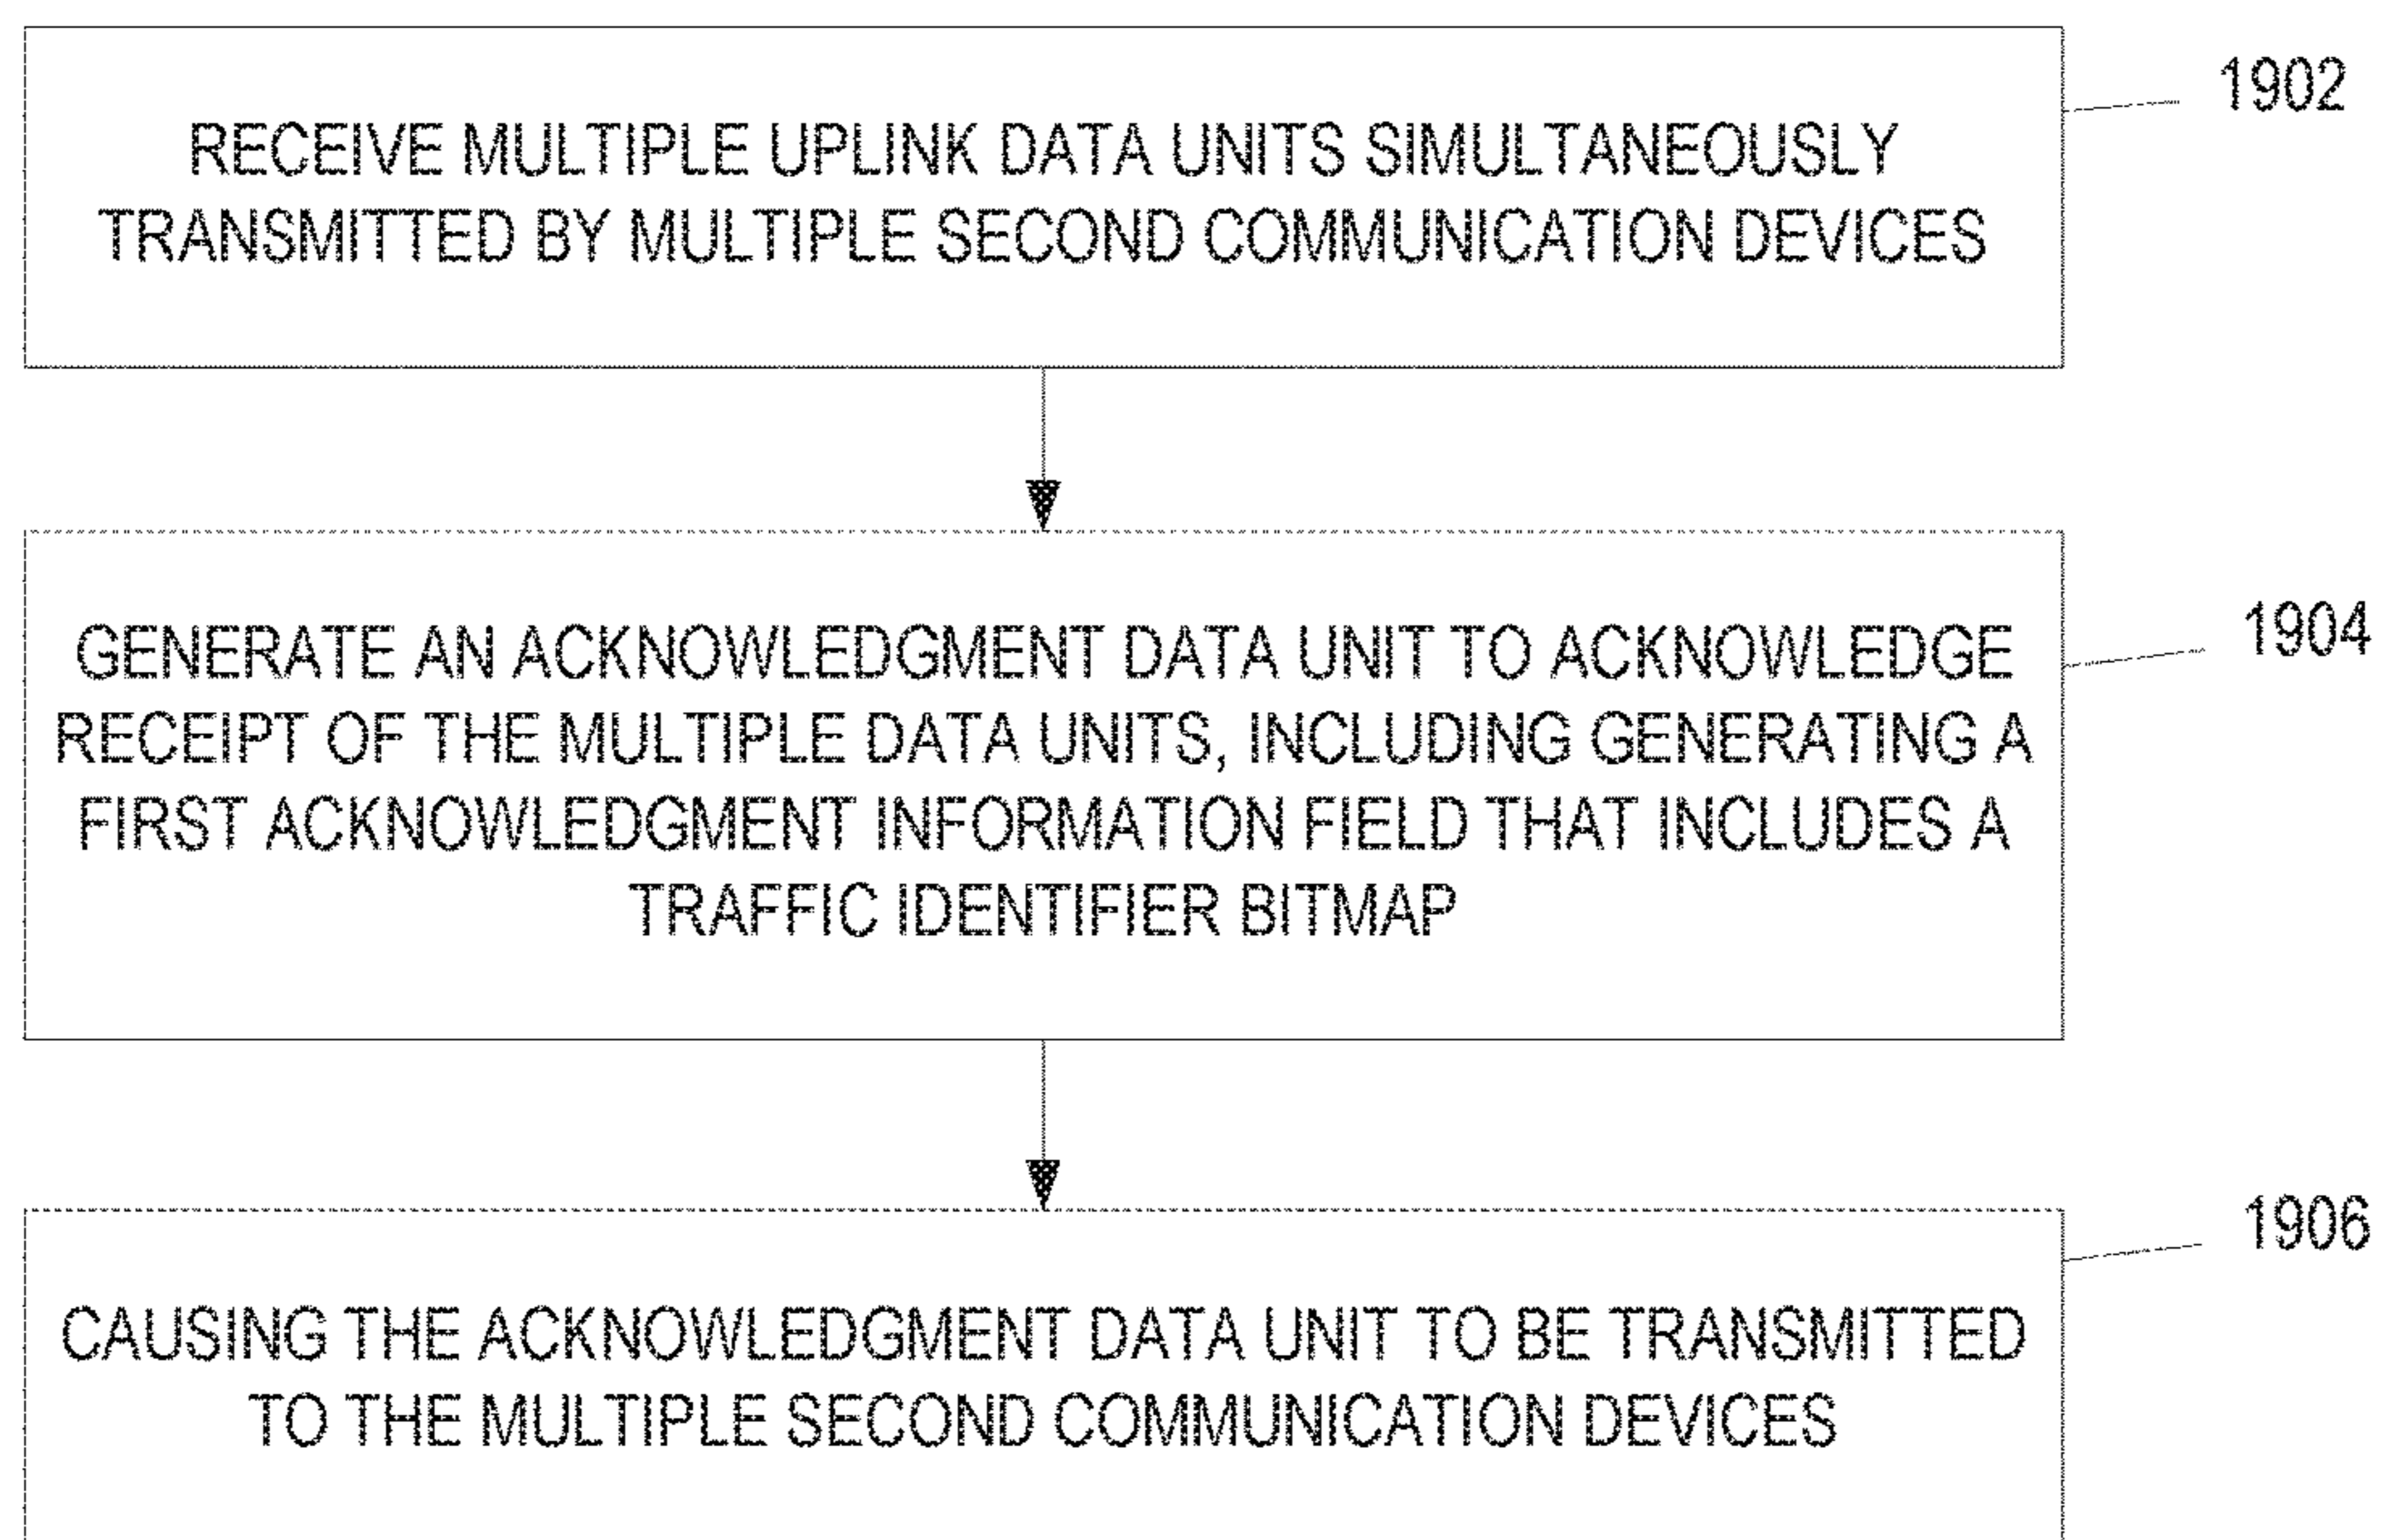 1902
RECEIVE MULTIPLE UPLINK DATA UNITS SIMULTANEOUSLY
TRANSMITTED BY MULTIPLE SECOND COMMUNICATION DEVICES
1904
GENERATE AN ACKNOWLEDGMENT DATA UNIT TO ACKNOWLEDGE
RECEIPT OF THE MULTIPLE DATA UNITS, INCLUDING GENERATING A
FIRST ACKNOWLEDGMENT INFORMATION FIELD THAT INCLUDES A
TRAFFIC IDENTIFIER BITMAP
1906
CAUSING THE ACKNOWLEDGMENT DATA UNIT TO BE TRANSMITTED
TO THE MULTIPLE SECOND COMMUNICATION DEVICES